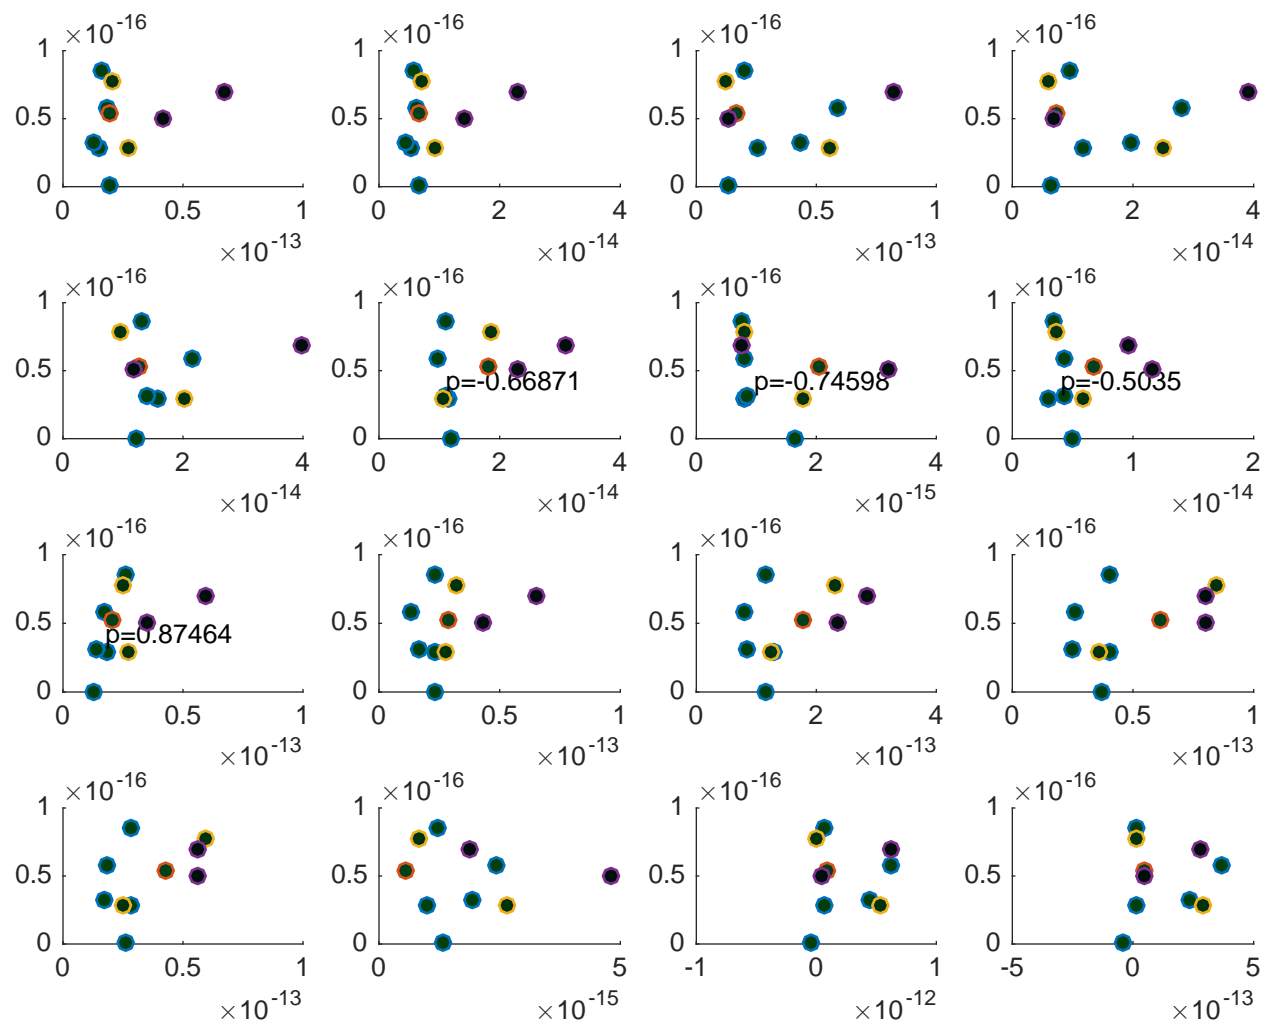 ×10-16 ×10-16 ×10-16 ×10-16
1 1 1 1
0.5 0.5 0.5 0.5
0 0 0 0
0 0.5 1 0 2 4 0 0.5 1 0 2 4
×10-13 ×10-14 ×10-13 ×10-14
×10-16 ×10-16 ×10-16 ×10-16
1 1 1 1
0.5 0.5 0.5 0.5
p=-0.66871 p=-0.74598 p=-0.5035
0 0 0 0
0 2 4 0 2 4 0 2 4 0 1 2
×10-14 ×10-14 ×10-15 ×10-14
×10-16 ×10-16 ×10-16 ×10-16
1 1 1 1
0.5 0.5 0.5 0.5
p=0.87464
0 0 0 0
0 0.5 1 0 0.5 1 0 2 4 0 0.5 1
×10-13 ×10-13 ×10-13 ×10-13
×10-16 ×10-16 ×10-16 ×10-16
1 1 1 1
0.5 0.5 0.5 0.5
0 0 0 0
0 0.5 1 0 5 -1 0 1 -5 0 5
×10-13 ×10-15 ×10-12 ×10-13